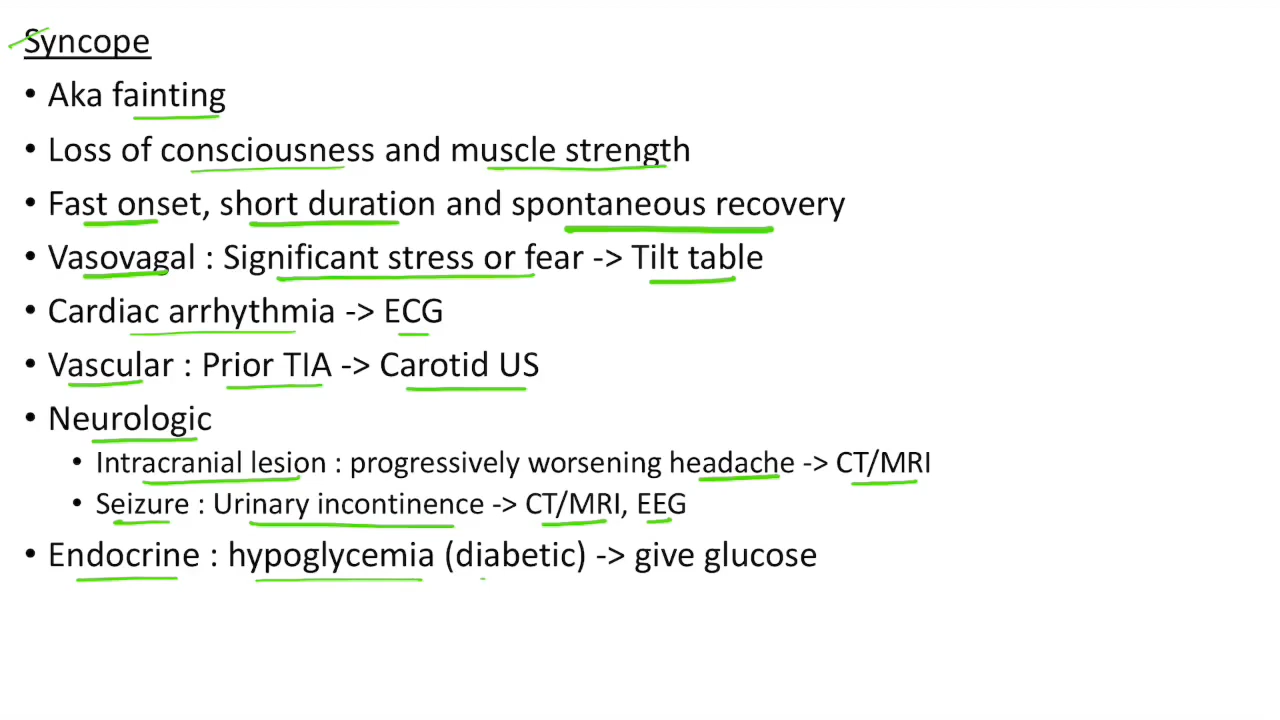 Syncope
• Aka fainting
• Loss of consciousness and muscle strength
• Fast onset, short duration and spontaneous recovery
• Vasovagal : Significant stress or fear -> Tilt table
• Cardiac arrhythmia -> ECG
• Vascular : Prior TIA -> Carotid US
• Neurologic
• Intracranial lesion : progressively worsening headache -> CT/MRI
• Seizure : Urinary incontinence -> CT/MRI, EEG
• Endocrine : hypoglycemia (diabetic) -> give glucose